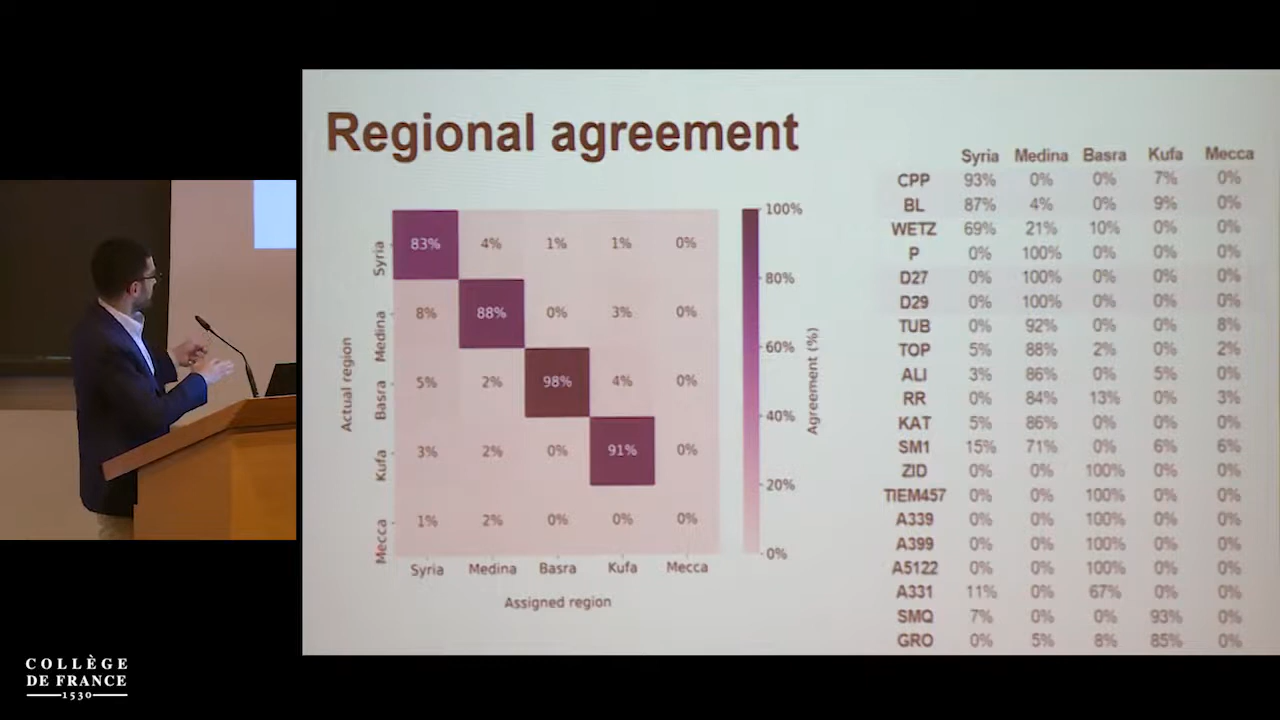 Regional agreement
Syria Medina Basra Kufa Mecca
CPP 93% 0% 0% 7% 0%
BL 87% 4% 0% 9% 0%
WETZ 69% 21% 10% 0% 0%
P 0% 100% 0% 0% 0%
D27 0% 100% 0% 0% 0%
D29 0% 100% 0% 0% 0%
TUB 0% 92% 0% 0% 8%
TOP 5% 88% 2% 0% 2%
ALI 3% 86% 0% 5% 0%
RR 0% 84% 13% 0% 3%
KAT 5% 86% 0% 0% 0%
SM1 15% 71% 0% 6% 6%
ZID 0% 0% 100% 0% 0%
TIEM457 0% 0% 100% 0% 0%
A339 0% 0% 100% 0% 0%
A399 0% 0% 100% 0% 0%
A5122 0% 0% 100% 0% 0%
A331 11% 0% 67% 0% 0%
SMQ 7% 0% 0% 93% 0%
GRO 0% 5% 8% 85% 0%
Actual region
Syria 83% 4% 1% 1% 0%
Medina 8% 88% 0% 3% 0%
Basra 5% 2% 98% 4% 0%
Kufa 3% 2% 0% 91% 0%
Mecca 1% 2% 0% 0% 0%
Syria Medina Basra Kufa Mecca
Assigned region
100%
80%
60%
40%
20%
0%
Agreement (%)
COLLÈGE
DE FRANCE
1530